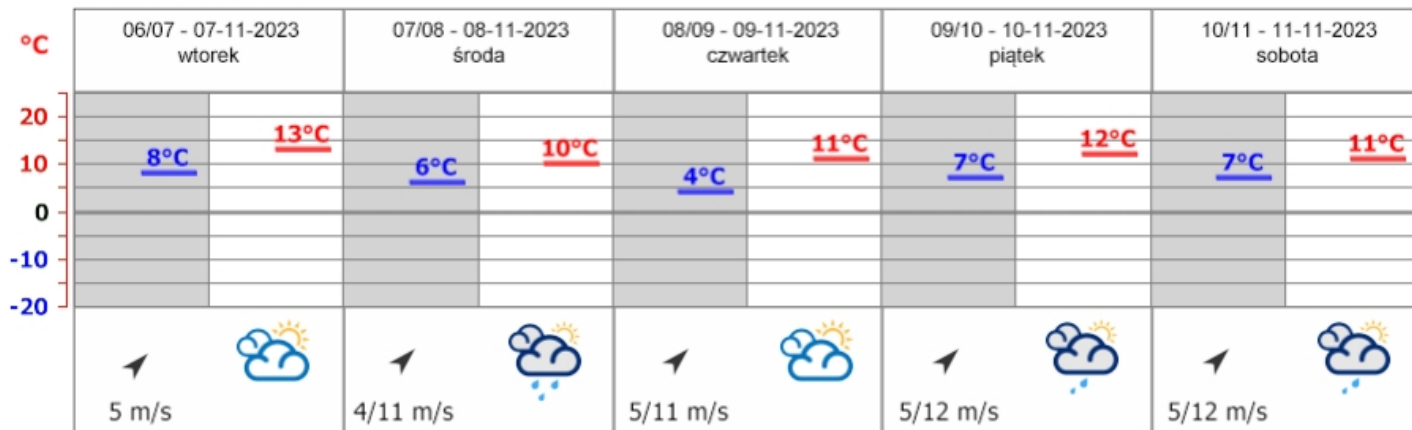 °C
06/07 - 07-11-2023
wtorek
07/08 - 08-11-2023
środa
08/09 - 09-11-2023
czwartek
09/10 - 10-11-2023
piątek
10/11 - 11-11-2023
sobota
20
10
0
-10
-20
8°C
13°C
6°C
10°C
4°C
11°C
7°C
12°C
7°C
11°C
5 m/s
4/11 m/s
5/11 m/s
5/12 m/s
5/12 m/s